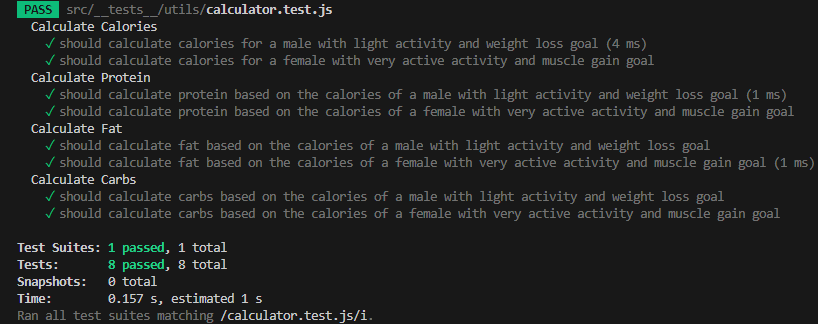 PASS src/__tests__/utils/calculator.test.js
Calculate Calories
✓ should calculate calories for a male with light activity and weight loss goal (4 ms)
✓ should calculate calories for a female with very active activity and muscle gain goal
Calculate Protein
✓ should calculate protein based on the calories of a male with light activity and weight loss goal (1 ms)
✓ should calculate protein based on the calories of a female with very active activity and muscle gain goal
Calculate Fat
✓ should calculate fat based on the calories of a male with light activity and weight loss goal
✓ should calculate fat based on the calories of a female with very active activity and muscle gain goal (1 ms)
Calculate Carbs
✓ should calculate carbs based on the calories of a male with light activity and weight loss goal
✓ should calculate carbs based on the calories of a female with very active activity and muscle gain goal
Test Suites: 1 passed, 1 total
Tests: 8 passed, 8 total
Snapshots: 0 total
Time: 0.157 s, estimated 1 s
Ran all test suites matching /calculator.test.js/i.